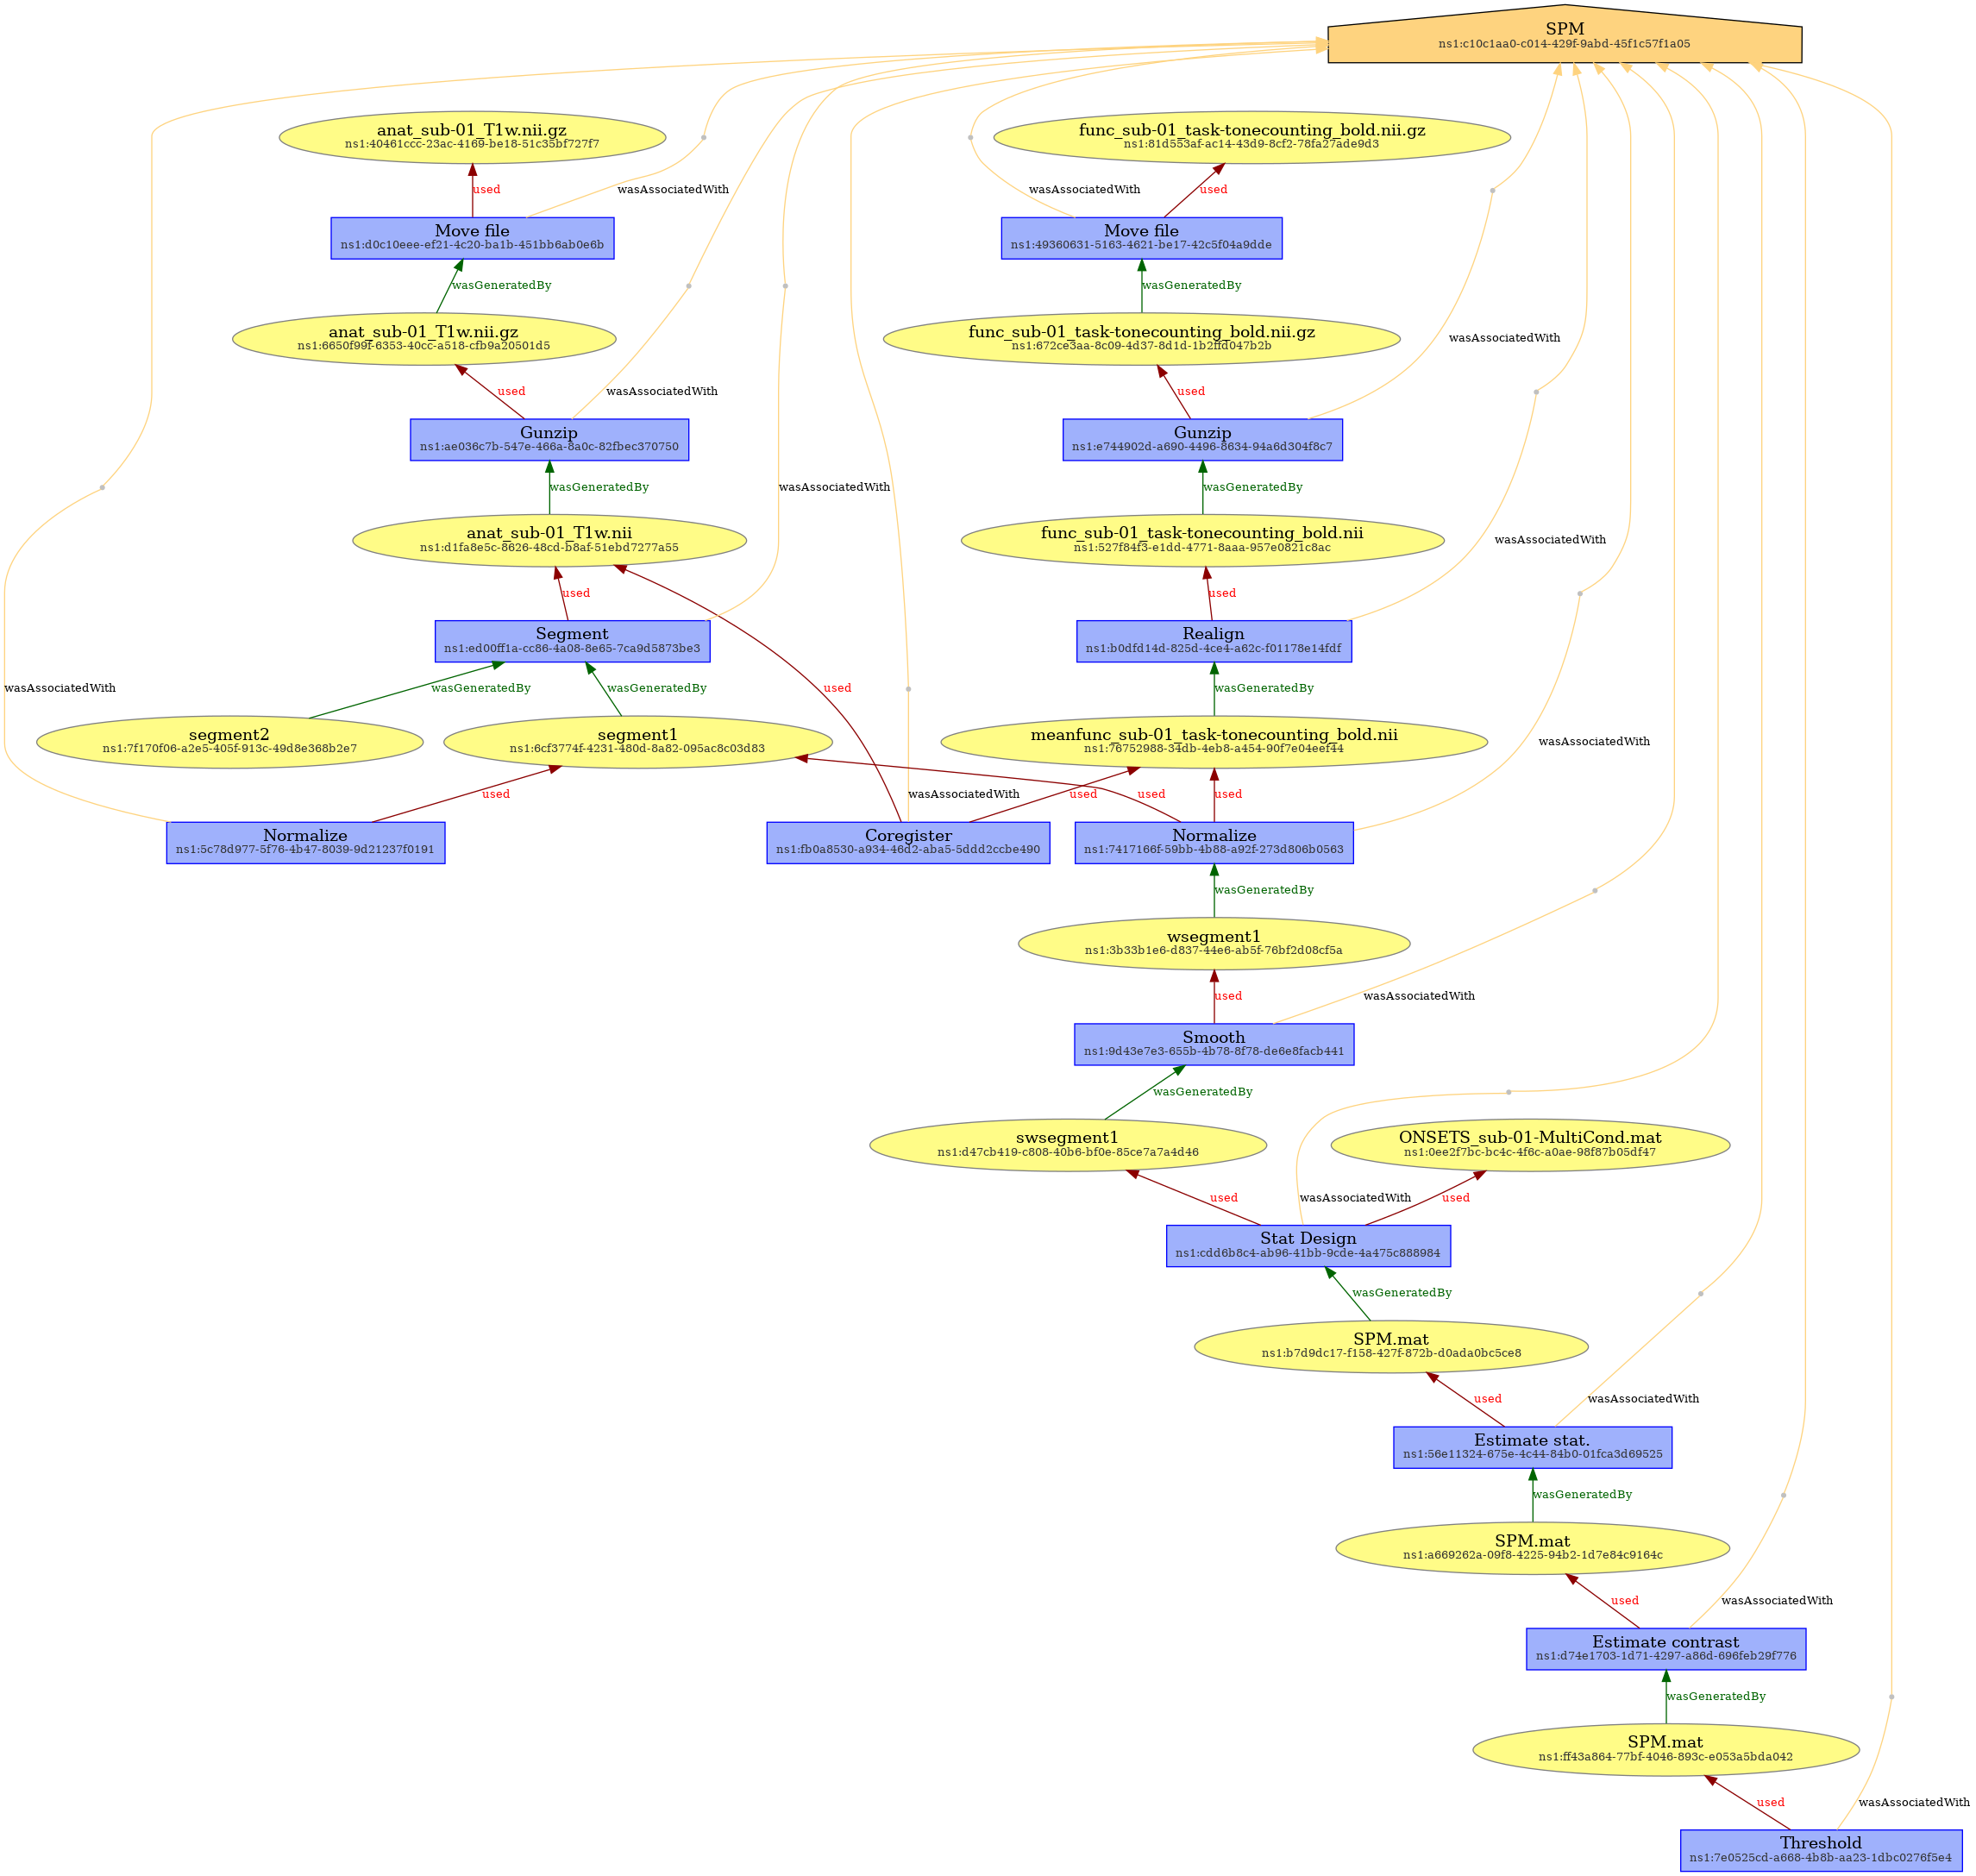 SPM
ns1:c10c1aa0-c014-429f-9abd-45f1c57f1a05
anat_sub-01_T1w.nii.gz
ns1:40461ccc-23ac-4169-be18-51c35bf727f7
func_sub-01_task-tonecounting_bold.nii.gz
ns1:81d553af-ac14-43d9-8cf2-78fa27ade9d3
used
wasAssociatedWith
wasAssociatedWith
used
Move file
ns1:d0c10eee-ef21-4c20-ba1b-451bb6ab0e6b
Move file
ns1:49360631-5163-4621-be17-42c5f04a9dde
wasGeneratedBy
wasGeneratedBy
anat_sub-01_T1w.nii.gz
ns1:6650f99f-6353-40cc-a518-cfb9a20501d5
func_sub-01_task-tonecounting_bold.nii.gz
ns1:672ce3aa-8c09-4d37-8d1d-1b2ffd047b2b
wasAssociatedWith
used
wasAssociatedWith
used
Gunzip
ns1:ae036c7b-547e-466a-8a0c-82fbec370750
Gunzip
ns1:e744902d-a690-4496-8634-94a6d304f8c7
wasGeneratedBy
wasAssociatedWith
wasGeneratedBy
anat_sub-01_T1w.nii
ns1:d1fa8e5c-8626-48cd-b8af-51ebd7277a55
func_sub-01_task-tonecounting_bold.nii
ns1:527f84f3-e1dd-4771-8aaa-957e0821c8ac
wasAssociatedWith
used
used
Segment
ns1:ed00ff1a-cc86-4a08-8e65-7ca9d5873be3
Realign
ns1:b0dfd14d-825d-4ce4-a62c-f01178e14fdf
wasAssociatedWith
wasGeneratedBy
wasGeneratedBy
used
wasGeneratedBy
segment2
ns1:7f170f06-a2e5-405f-913c-49d8e368b2e7
segment1
ns1:6cf3774f-4231-480d-8a82-095ac8c03d83
meanfunc_sub-01_task-tonecounting_bold.nii
ns1:76752988-34db-4eb8-a454-90f7e04eef44
wasAssociatedWith
used
wasAssociatedWith
used
used
used
Normalize
ns1:5c78d977-5f76-4b47-8039-9d21237f0191
Coregister
ns1:fb0a8530-a934-46d2-aba5-5ddd2ccbe490
Normalize
ns1:7417166f-59bb-4b88-a92f-273d806b0563
wasGeneratedBy
wsegment1
ns1:3b33b1e6-d837-44e6-ab5f-76bf2d08cf5a
used
wasAssociatedWith
Smooth
ns1:9d43e7e3-655b-4b78-8f78-de6e8facb441
wasGeneratedBy
swsegment1
ns1:d47cb419-c808-40b6-bf0e-85ce7a7a4d46
ONSETS_sub-01-MultiCond.mat
ns1:0ee2f7bc-bc4c-4f6c-a0ae-98f87b05df47
used
wasAssociatedWith
used
Stat Design
ns1:cdd6b8c4-ab96-41bb-9cde-4a475c888984
wasGeneratedBy
SPM.mat
ns1:b7d9dc17-f158-427f-872b-d0ada0bc5ce8
used
wasAssociatedWith
Estimate stat.
ns1:56e11324-675e-4c44-84b0-01fca3d69525
wasGeneratedBy
SPM.mat
ns1:a669262a-09f8-4225-94b2-1d7e84c9164c
used
wasAssociatedWith
Estimate contrast
ns1:d74e1703-1d71-4297-a86d-696feb29f776
wasGeneratedBy
SPM.mat
ns1:ff43a864-77bf-4046-893c-e053a5bda042
used
wasAssociatedWith
Threshold
ns1:7e0525cd-a668-4b8b-aa23-1dbc0276f5e4